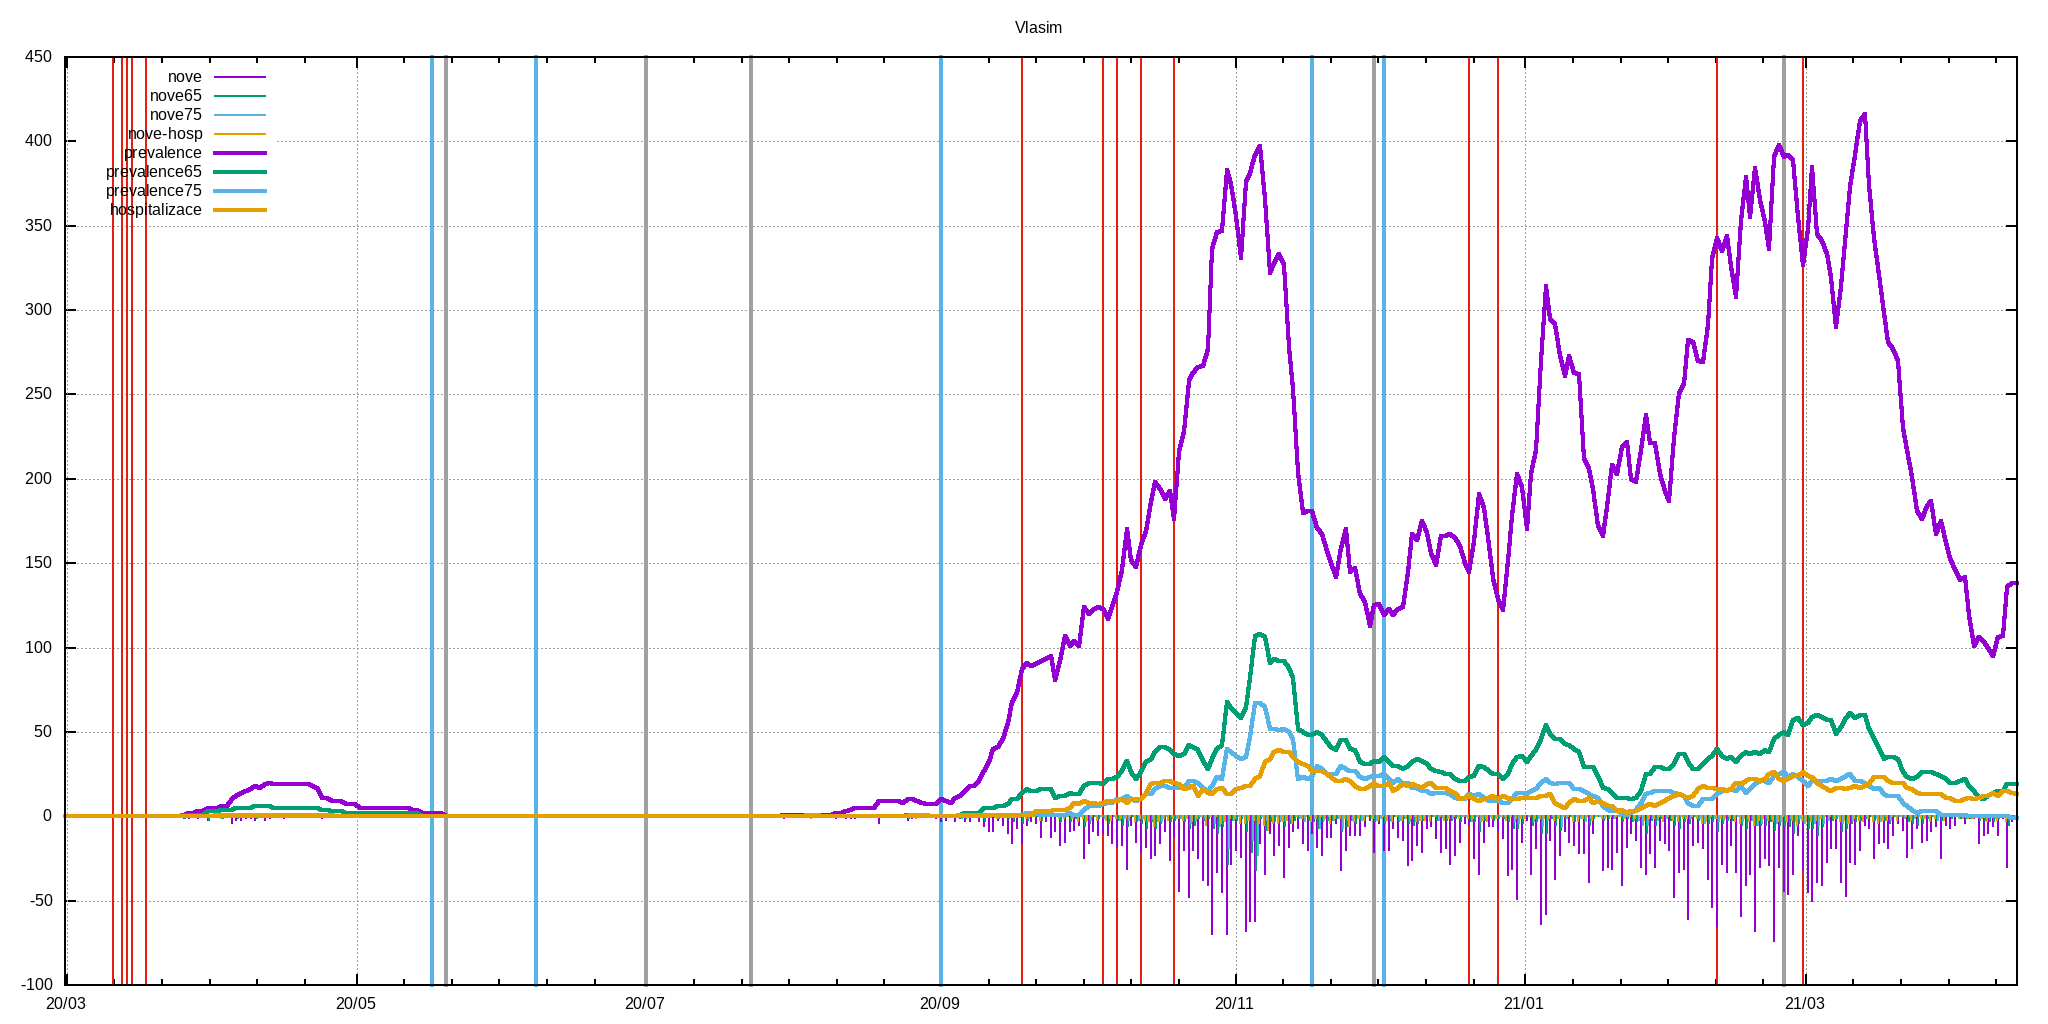 Vlasim
450
400
350
300
250
200
150
100
50
0
-50
-100
nove
nove65
nove75
nove-hosp
prevalence
prevalence65
prevalence75
hospitalizace
20/03 20/05 20/07 20/09 20/11 21/01 21/03